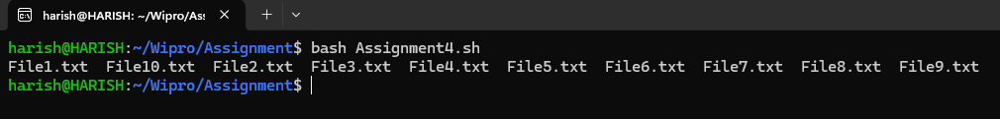 harish@HARISH: ~/Wipro/Ass
harish@HARISH:~/Wipro/Assignment$ bash Assignment4.sh
File1.txt  File10.txt  File2.txt  File3.txt  File4.txt  File5.txt  File6.txt  File7.txt  File8.txt  File9.txt
harish@HARISH:~/Wipro/Assignment$